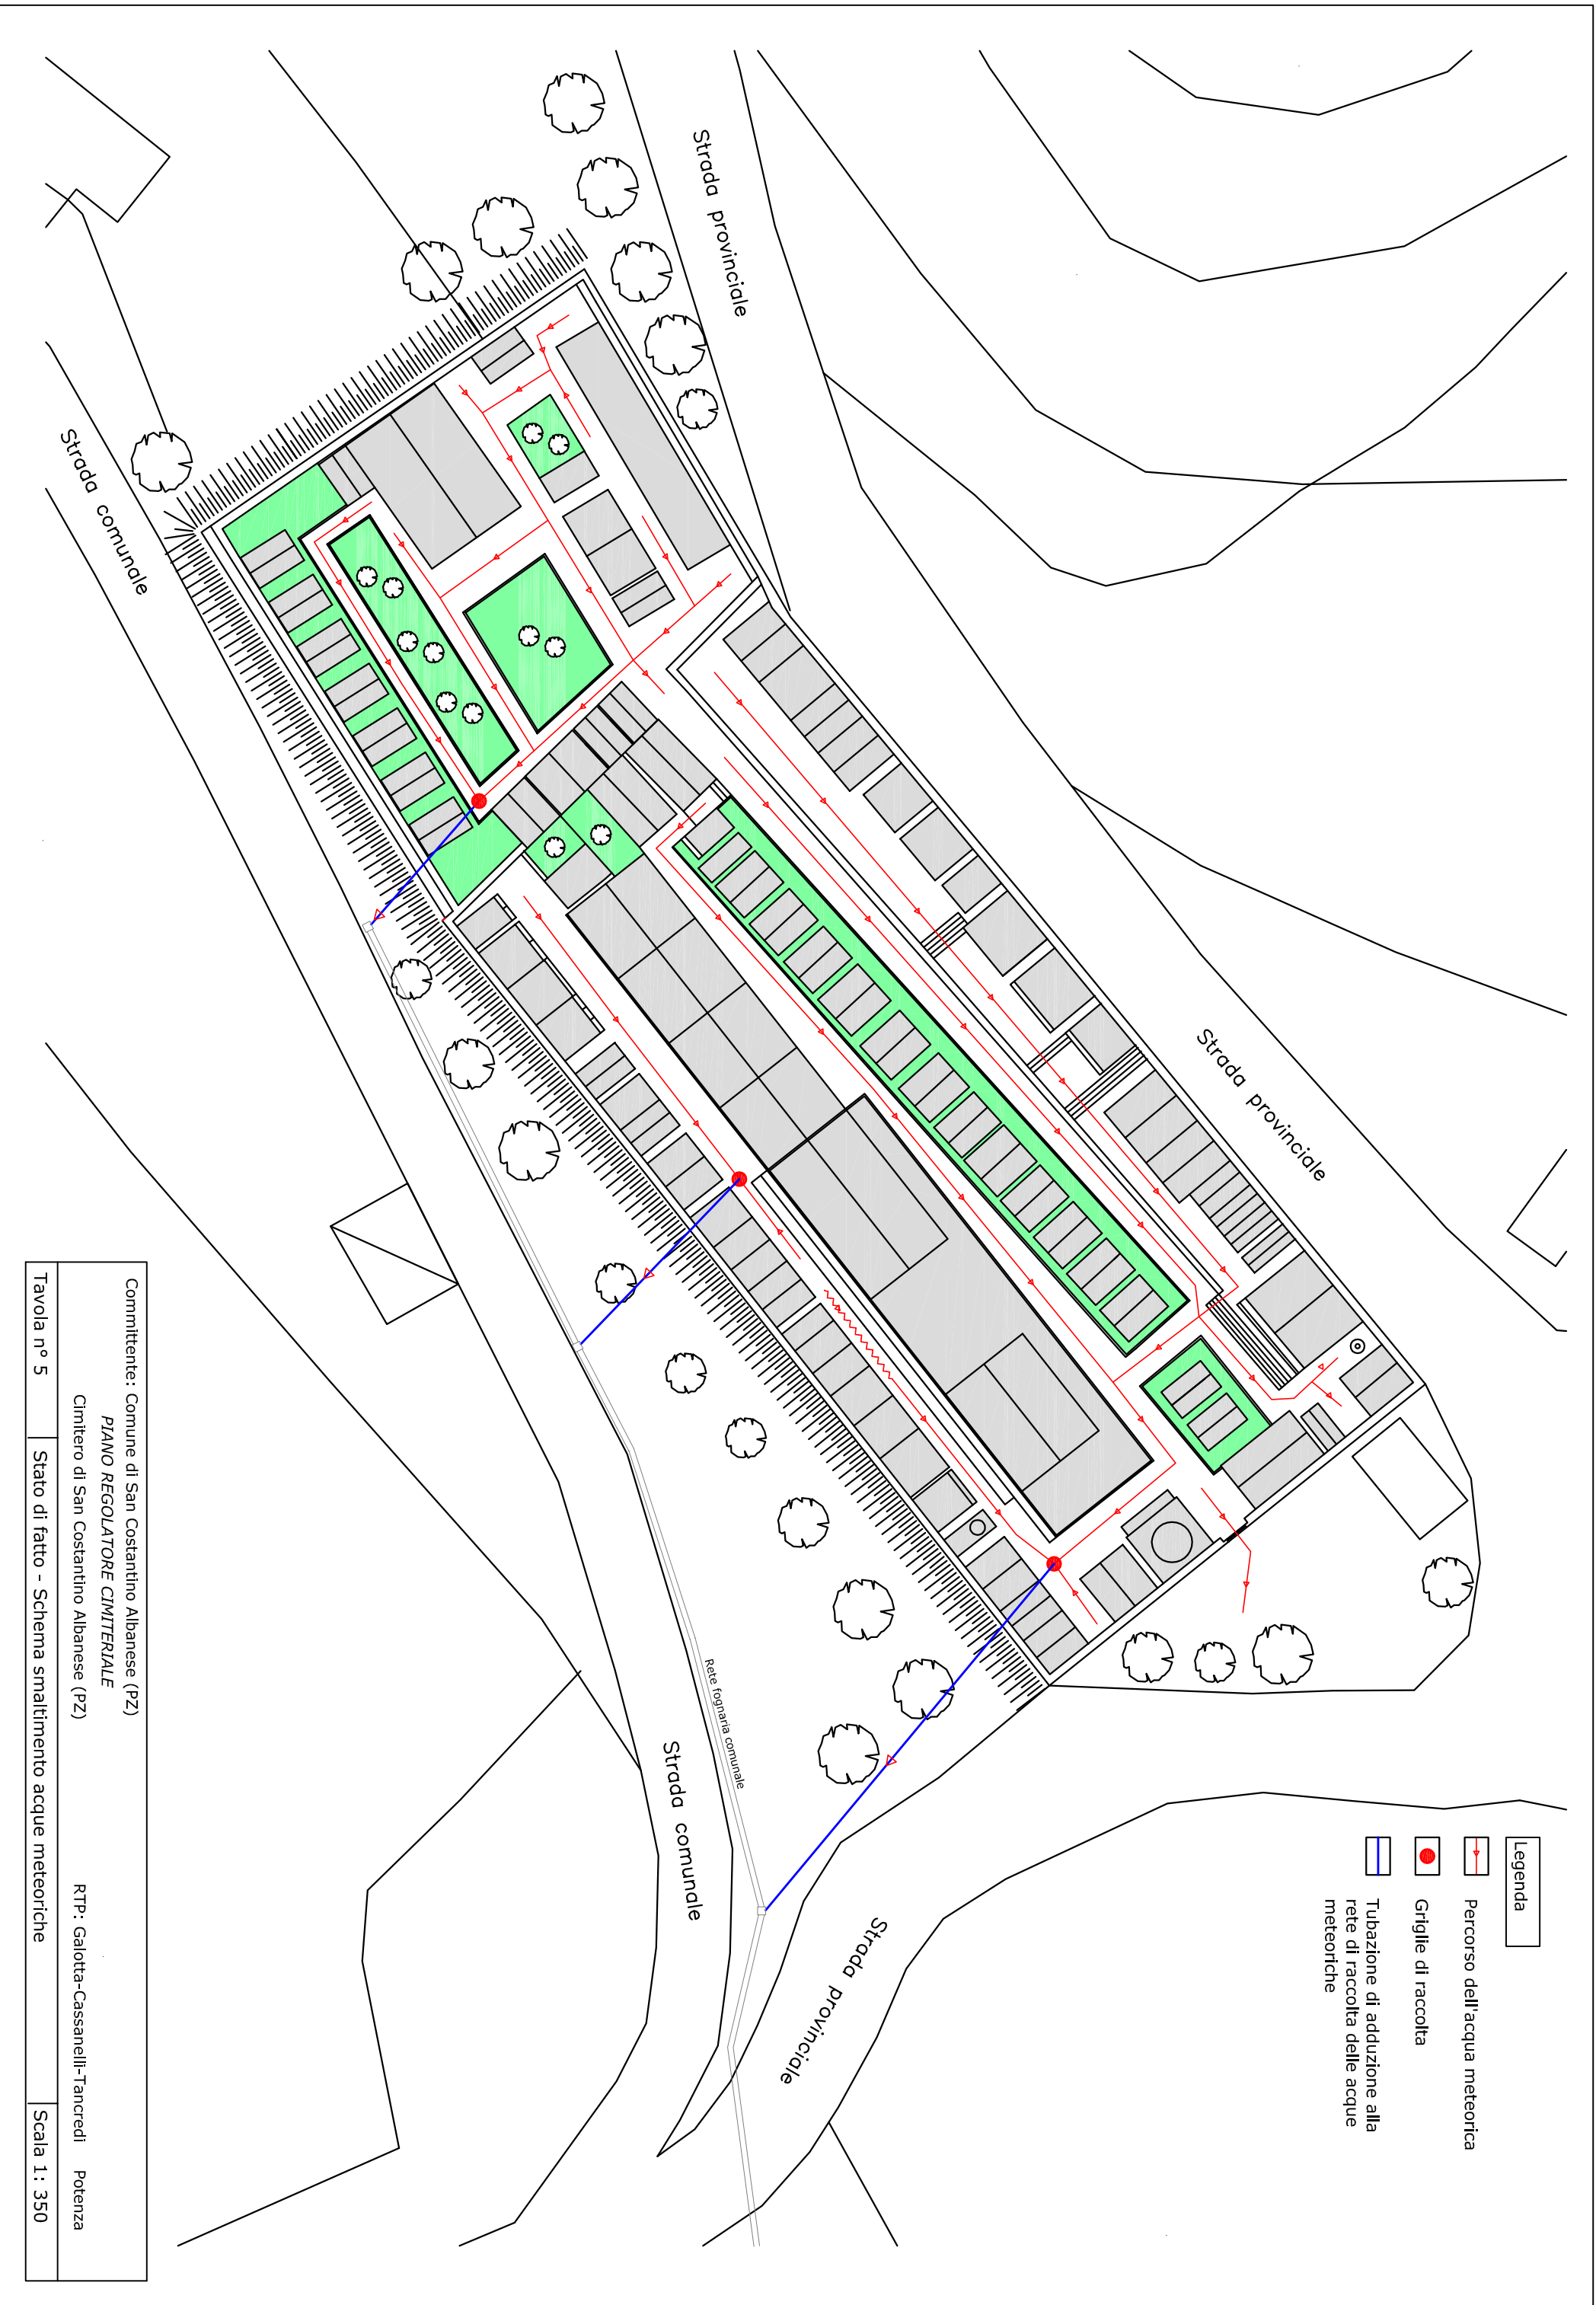 Strada provinciale
Strada comunale
Strada provinciale
Rete fognaria comunale
Strada comunale
Strada provinciale
Legenda
Percorso dell'acqua meteorica
Griglie di raccolta
Tubazione di adduzione alla
rete di raccolta delle acque
meteoriche
Committente: Comune di San Costantino Albanese (PZ)
PIANO REGOLATORE CIMITERIALE
Cimitero di San Costantino Albanese (PZ) RTP: Galotta-Cassanelli-Tancredi Potenza
Tavola n° 5 Stato di fatto - Schema smaltimento acque meteoriche Scala 1: 350